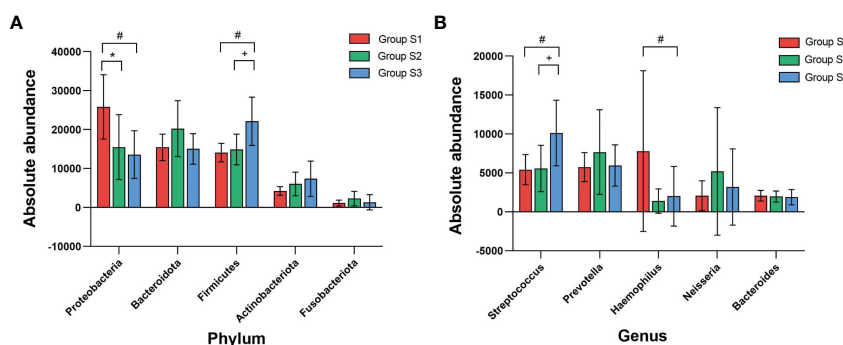 A
Absolute abundance
40000
30000
20000
10000
0
-10000
#
*
#
+
Group S1
Group S2
Group S3
Proteobacteria
Bacteroidota
Firmicutes
Actinobacteriota
Fusobacteriota
Phylum
B
Absolute abundance
20000
15000
10000
5000
0
-5000
#
+
#
Group S
Group S
Group S
Streptococcus
Prevotella
Haemophilus
Neisseria
Bacteroides
Genus